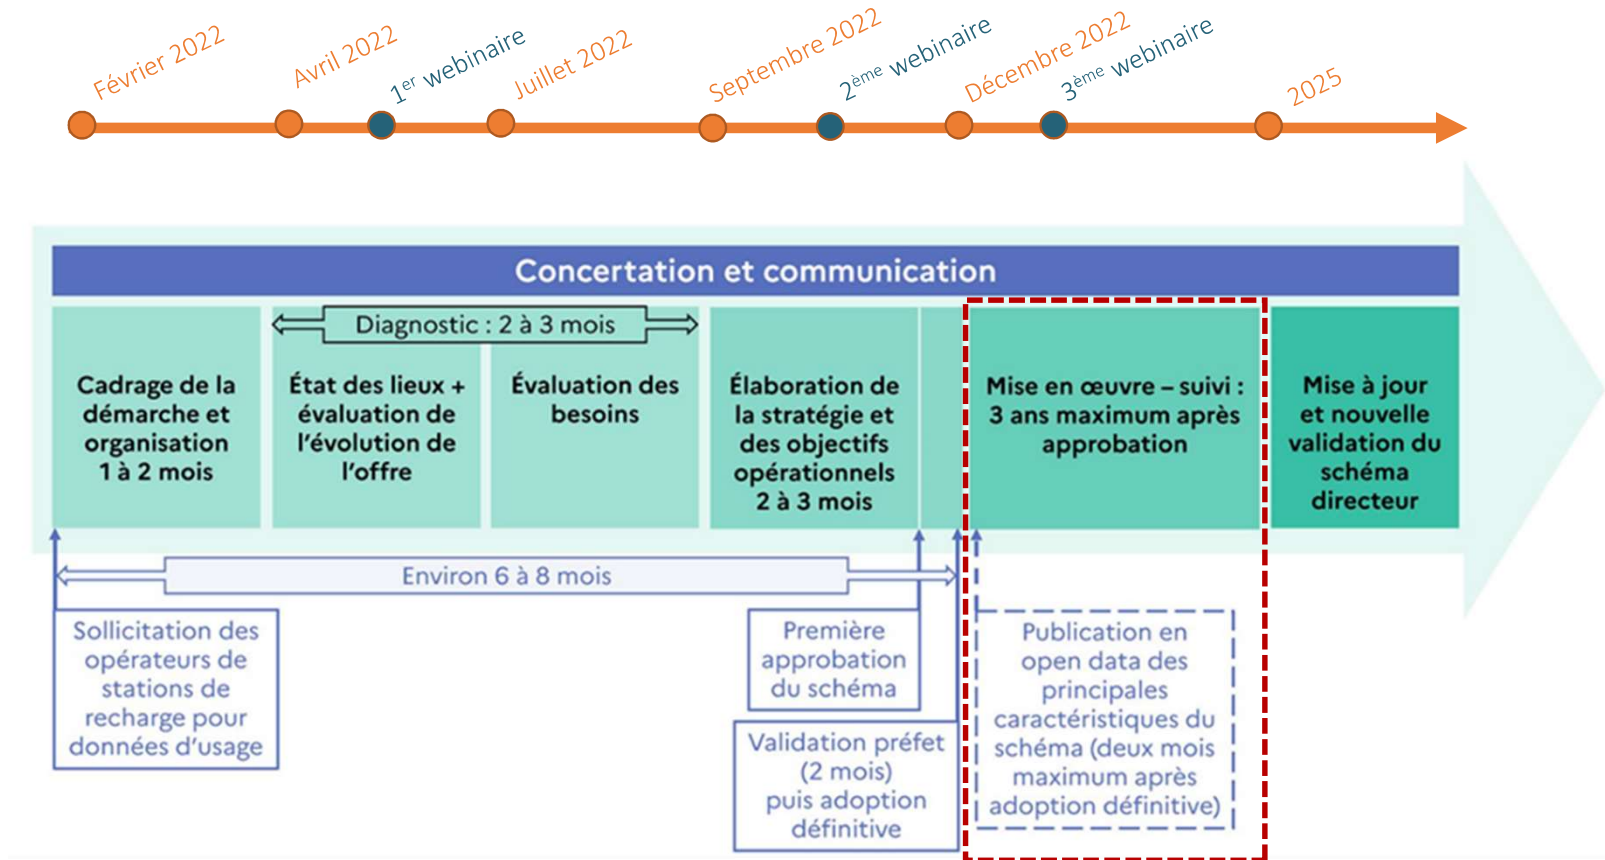 Février 2022
Avril 2022
1er webinaire
Juillet 2022
Septembre 2022
2ème webinaire
Décembre 2022
3ème webinaire
2025
Concertation et communication
Diagnostic : 2 à 3 mois
Cadrage de la
démarche et
organisation
1 à 2 mois
État des lieux +
évaluation de
l'évolution de
l'offre
Évaluation des
besoins
Élaboration de
la stratégie et
des objectifs
opérationnels
2 à 3 mois
Mise en œuvre – suivi :
3 ans maximum après
approbation
Mise à jour
et nouvelle
validation du
schéma
directeur
Environ 6 à 8 mois
Sollicitation des
opérateurs de
stations de
recharge pour
données d'usage
Première
approbation
du schéma
Validation préfet
(2 mois)
puis adoption
définitive
Publication en
open data des
principales
caractéristiques du
schéma (deux mois
maximum après
adoption définitive)